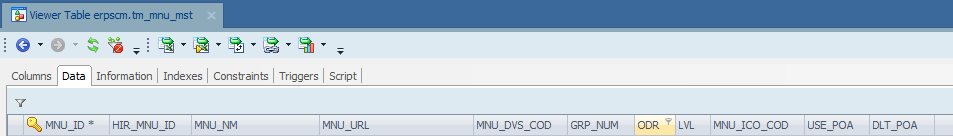 Viewer Table erpscm.tm_mnu_mst
Columns Data Information Indexes Constraints Triggers Script
MNU_ID * HIR_MNU_ID MNU_NM MNU_URL MNU_DVS_COD GRP_NUM ODR LVL MNU_ICO_COD USE_POA DLT_POA